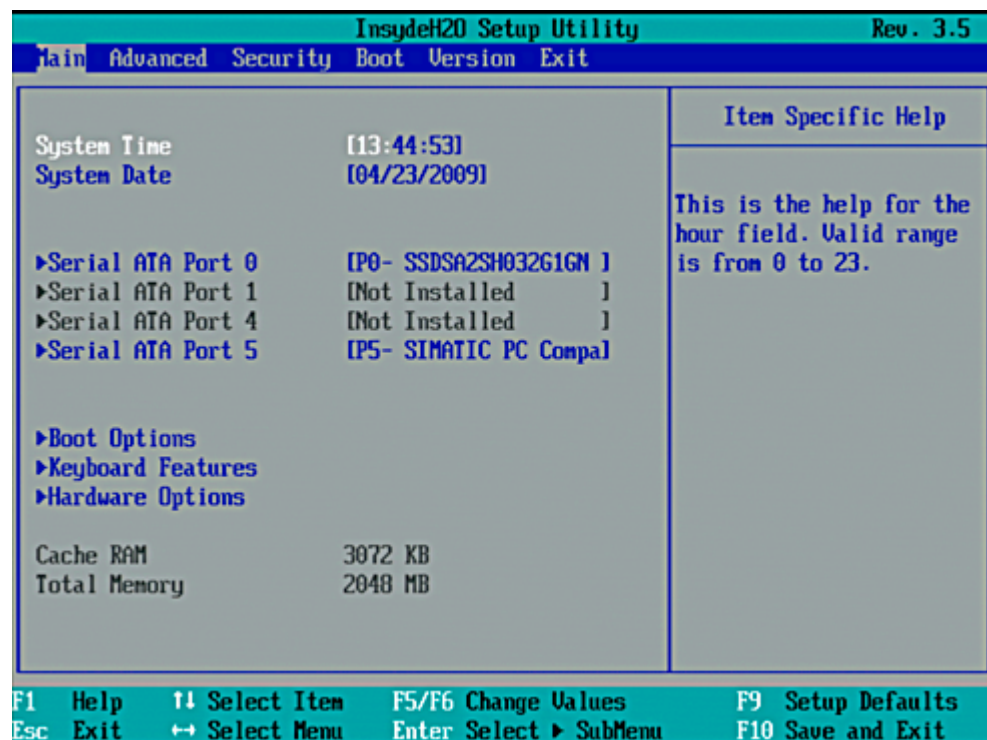 InsydeH2O Setup Utility Rev. 3.5
Main Advanced Security Boot Version Exit
Item Specific Help
System Time [13:44:53]
System Date [04/23/2009]
This is the help for the
hour field. Valid range
is from 0 to 23.
▶Serial ATA Port 0 [P0- SSDSA2SH032G1GN ]
▶Serial ATA Port 1 [Not Installed ]
▶Serial ATA Port 4 [Not Installed ]
▶Serial ATA Port 5 [P5- SIMATIC PC Compa]
▶Boot Options
▶Keyboard Features
▶Hardware Options
Cache RAM 3072 KB
Total Memory 2048 MB
F1 Help ↑↓ Select Item F5/F6 Change Values F9 Setup Defaults
Esc Exit ↔ Select Menu Enter Select ▶ SubMenu F10 Save and Exit